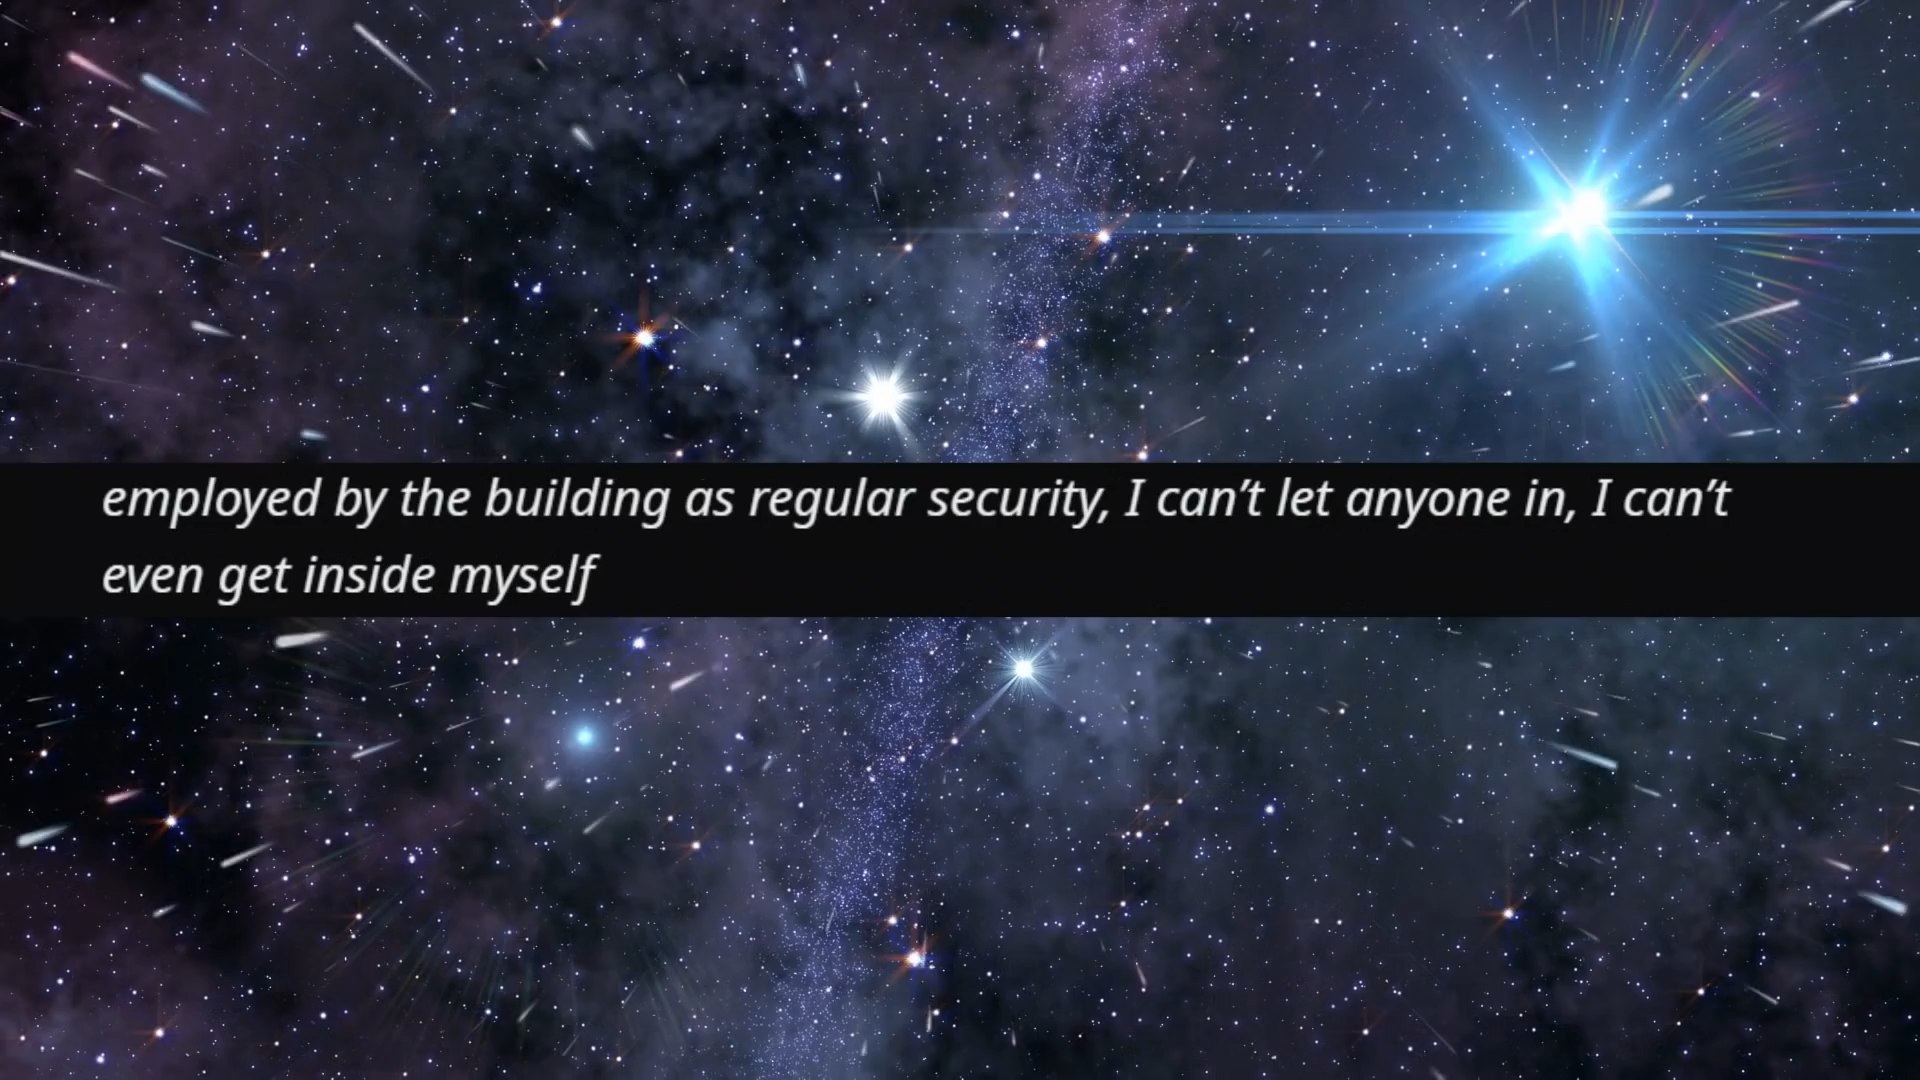 employed by the building as regular security, I can’t let anyone in, I can’t
even get inside myself